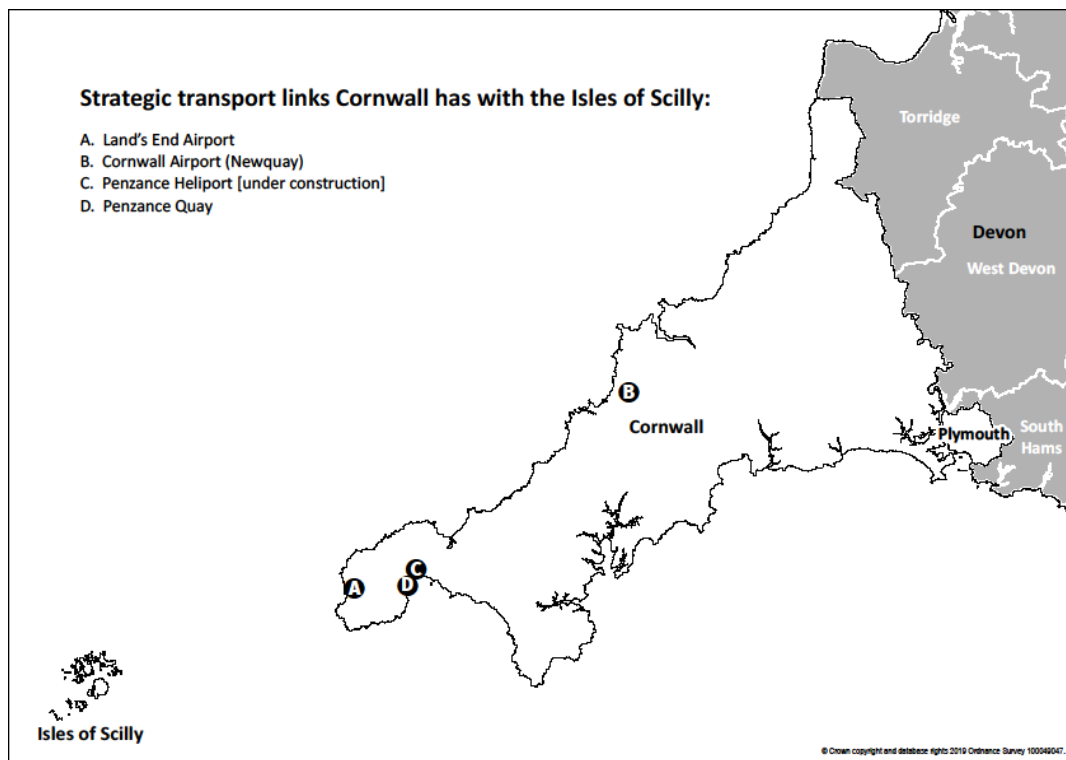 Strategic transport links Cornwall has with the Isles of Scilly:
A. Land's End Airport
B. Cornwall Airport (Newquay)
C. Penzance Heliport [under construction]
D. Penzance Quay
Torridge
Devon
West Devon
B
Cornwall
Plymouth
South
Hams
C
D
A
Isles of Scilly
© Crown copyright and database rights 2019 Ordnance Survey 100049047.